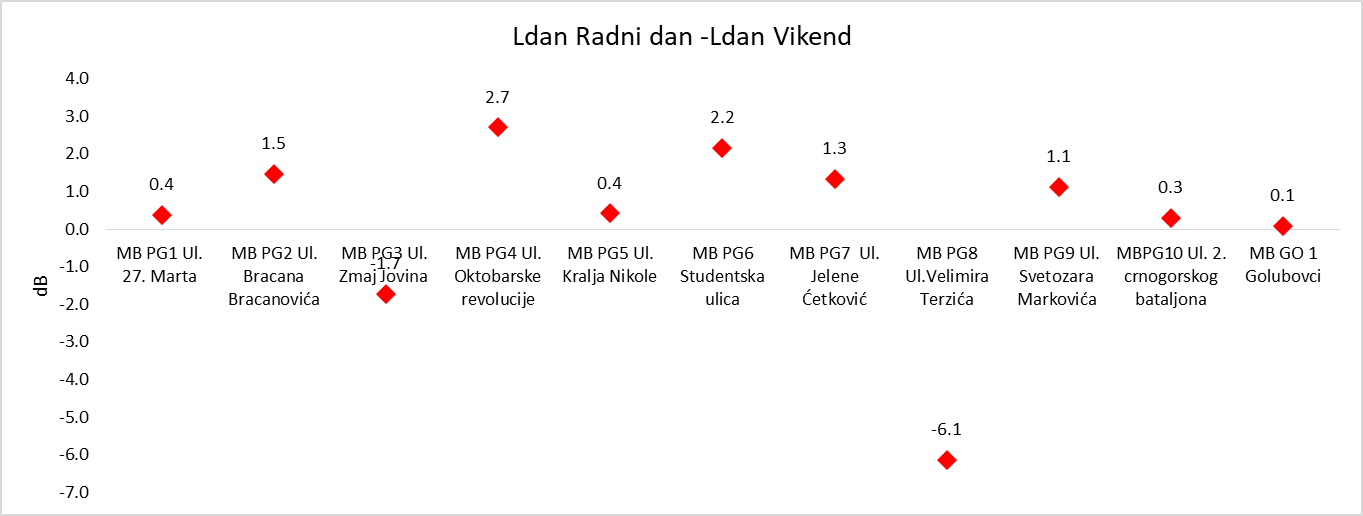 Ldan Radni dan -Ldan Vikend
4.0
3.0
2.0
1.0
0.0
-1.0
-2.0
-3.0
-4.0
-5.0
-6.0
-7.0
dB
0.4
1.5
-1.7
2.7
0.4
2.2
1.3
-6.1
1.1
0.3
0.1
MB PG1 Ul.
27. Marta
MB PG2 Ul.
Bracana
Bracanovića
MB PG3 Ul.
Zmaj Jovina
MB PG4 Ul.
Oktobarske
revolucije
MB PG5 Ul.
Kralja Nikole
MB PG6
Studentska
ulica
MB PG7  Ul.
Jelene
Ćetković
MB PG8
Ul.Velimira
Terzića
MB PG9 Ul.
Svetozara
Markovića
MBPG10 Ul. 2.
crnogorskog
bataljona
MB GO 1
Golubovci